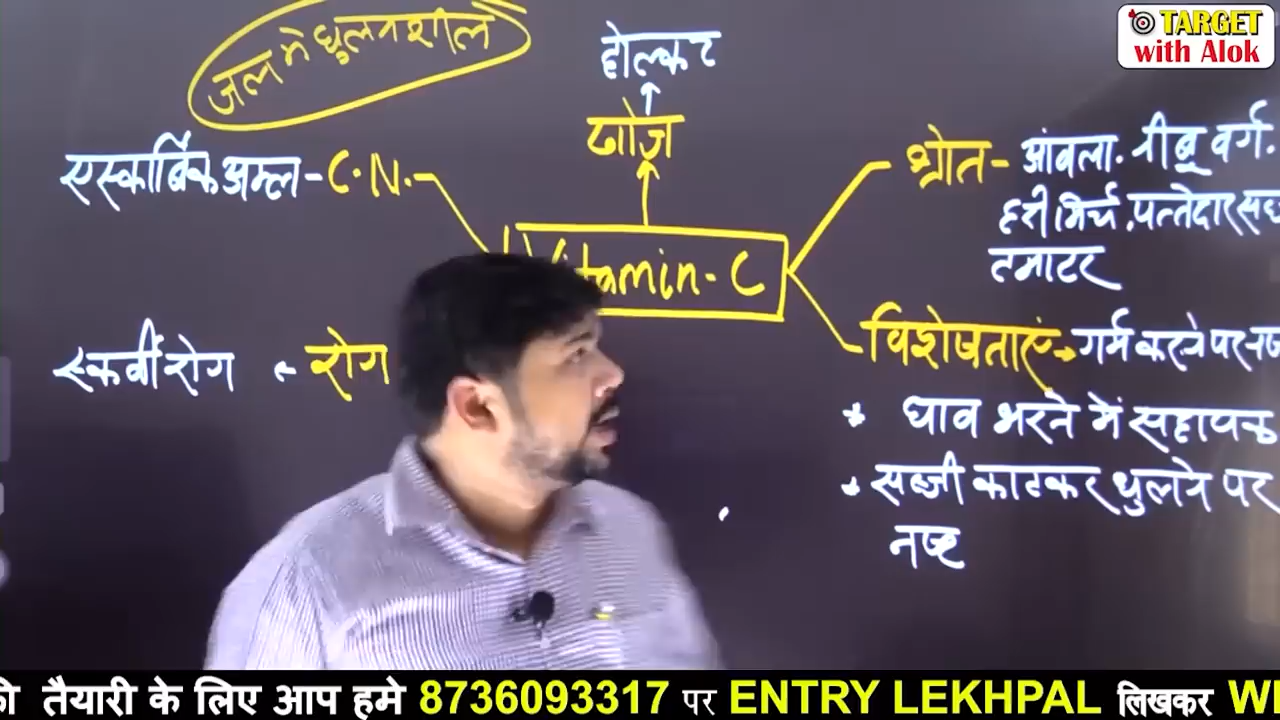 जल मे घुलनशील
होल्कर
खोज
एस्कार्बिक अम्ल - C.N.
Vitamin - C
श्रोत - आंवला. नीबू वर्ग.
हरी मिर्च, पत्तेदार
टमाटर
स्कर्वी रोग ← रोग
विशेषताएं → गर्म करने पर
* घाव भरने में सहायक
* सब्जी काटकर धुलने पर
नष्ट
TARGET
with Alok
तैयारी के लिए आप हमे 8736093317 पर ENTRY LEKHPAL लिखकर